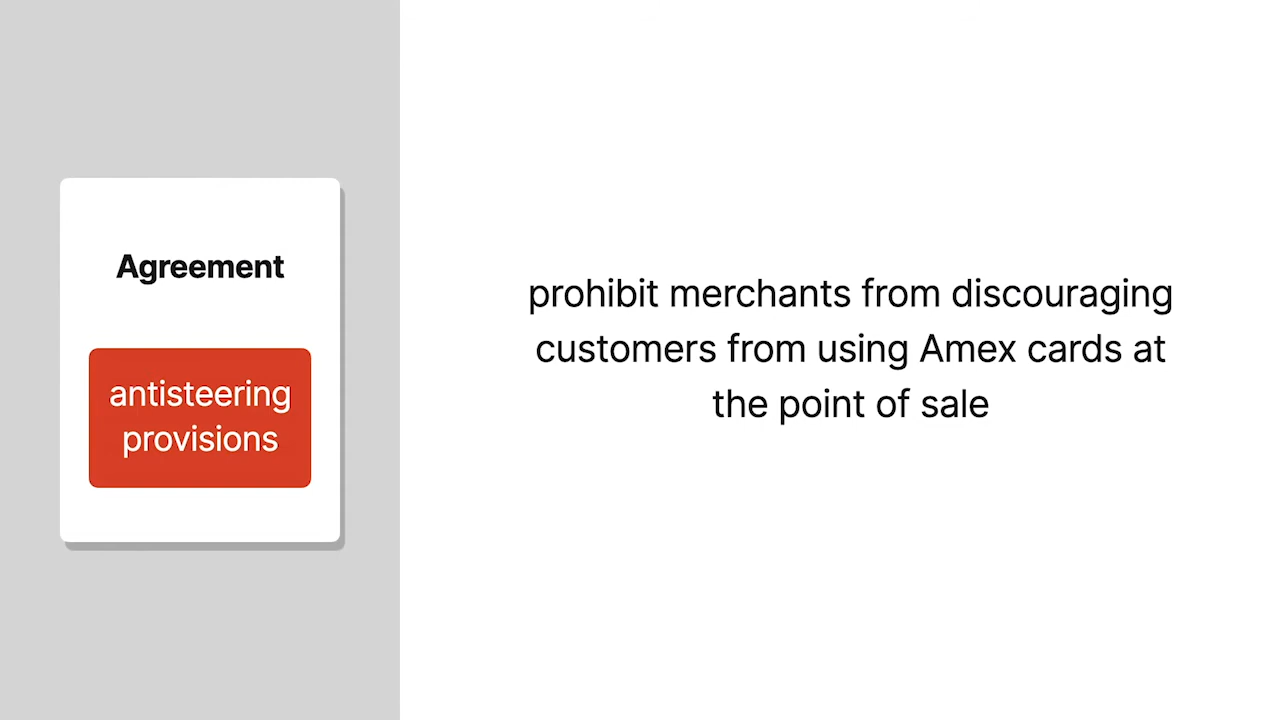 Agreement
antisteering
provisions
prohibit merchants from discouraging
customers from using Amex cards at
the point of sale